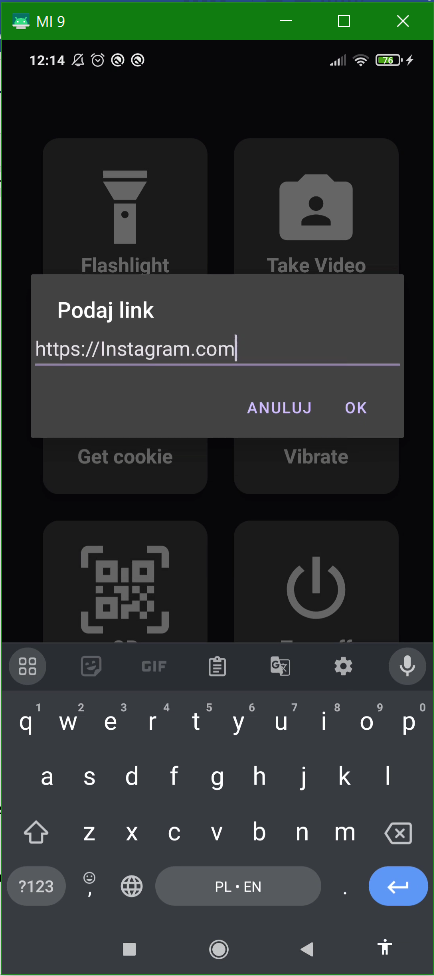 MI 9
12:14
76
Flashlight
Take Video
Podaj link
https://Instagram.com
ANULUJ OK
Get cookie
Vibrate
GIF
1 2 3 4 5 6 7 8 9 0
q w e r t y u i o p
a s d f g h j k l
z x c v b n m
?123 , PL • EN .